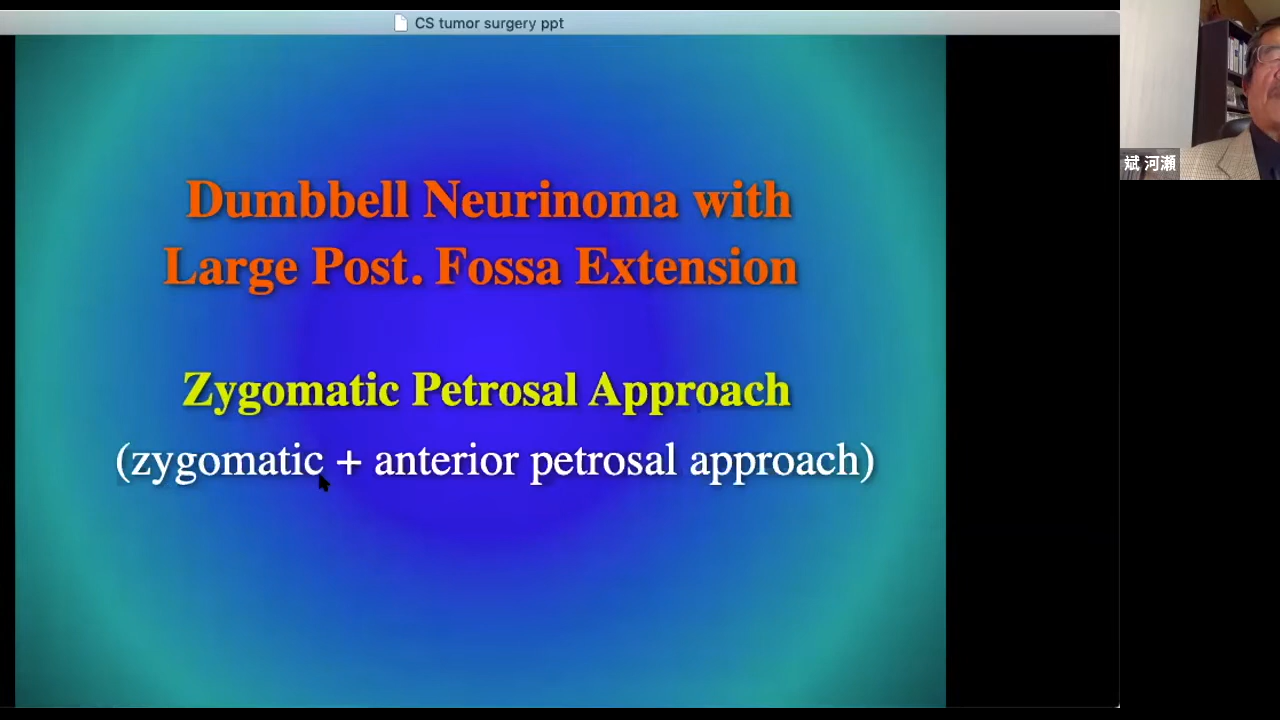 CS tumor surgery ppt
Dumbbell Neurinoma with
Large Post. Fossa Extension
Zygomatic Petrosal Approach
(zygomatic + anterior petrosal approach)
斌 河瀬